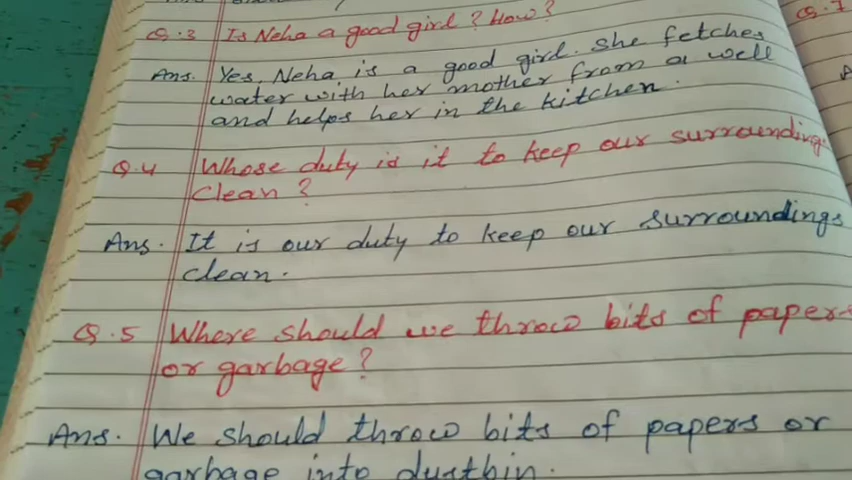 Q.3 Is Neha a good girl? How?
Ans. Yes, Neha is a good girl. She fetches
water with her mother from a well
and helps her in the kitchen.
Q.4 Whose duty is it to keep our surroundings
clean?
Ans. It is our duty to keep our surroundings
clean.
Q.5 Where should we throw bits of papers
or garbage?
Ans. We should throw bits of papers or
garbage into dustbin.
Q.7